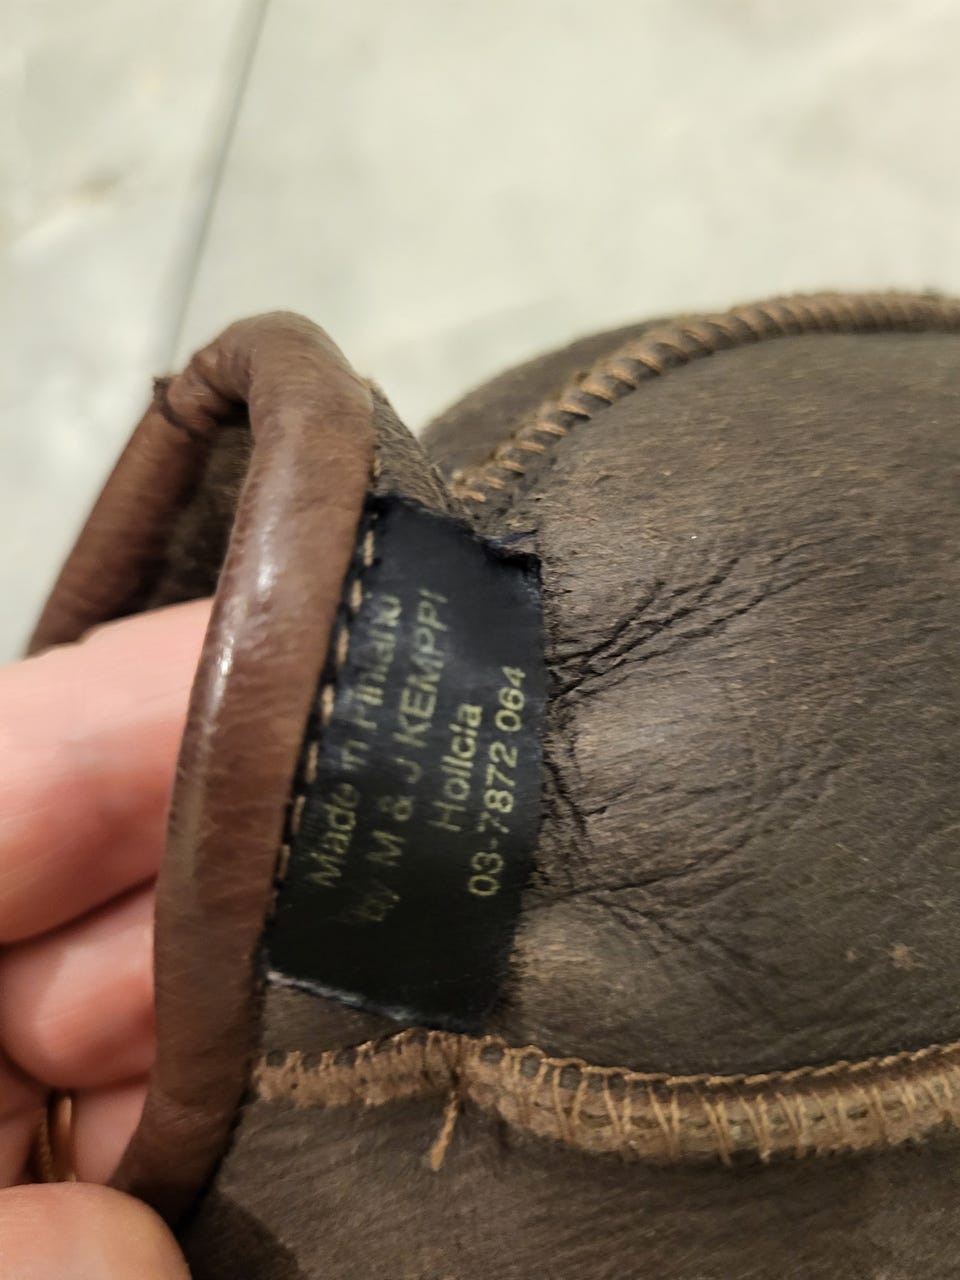 Made in Finland
by M & J KEMPPI
Hollola
03-7872 064